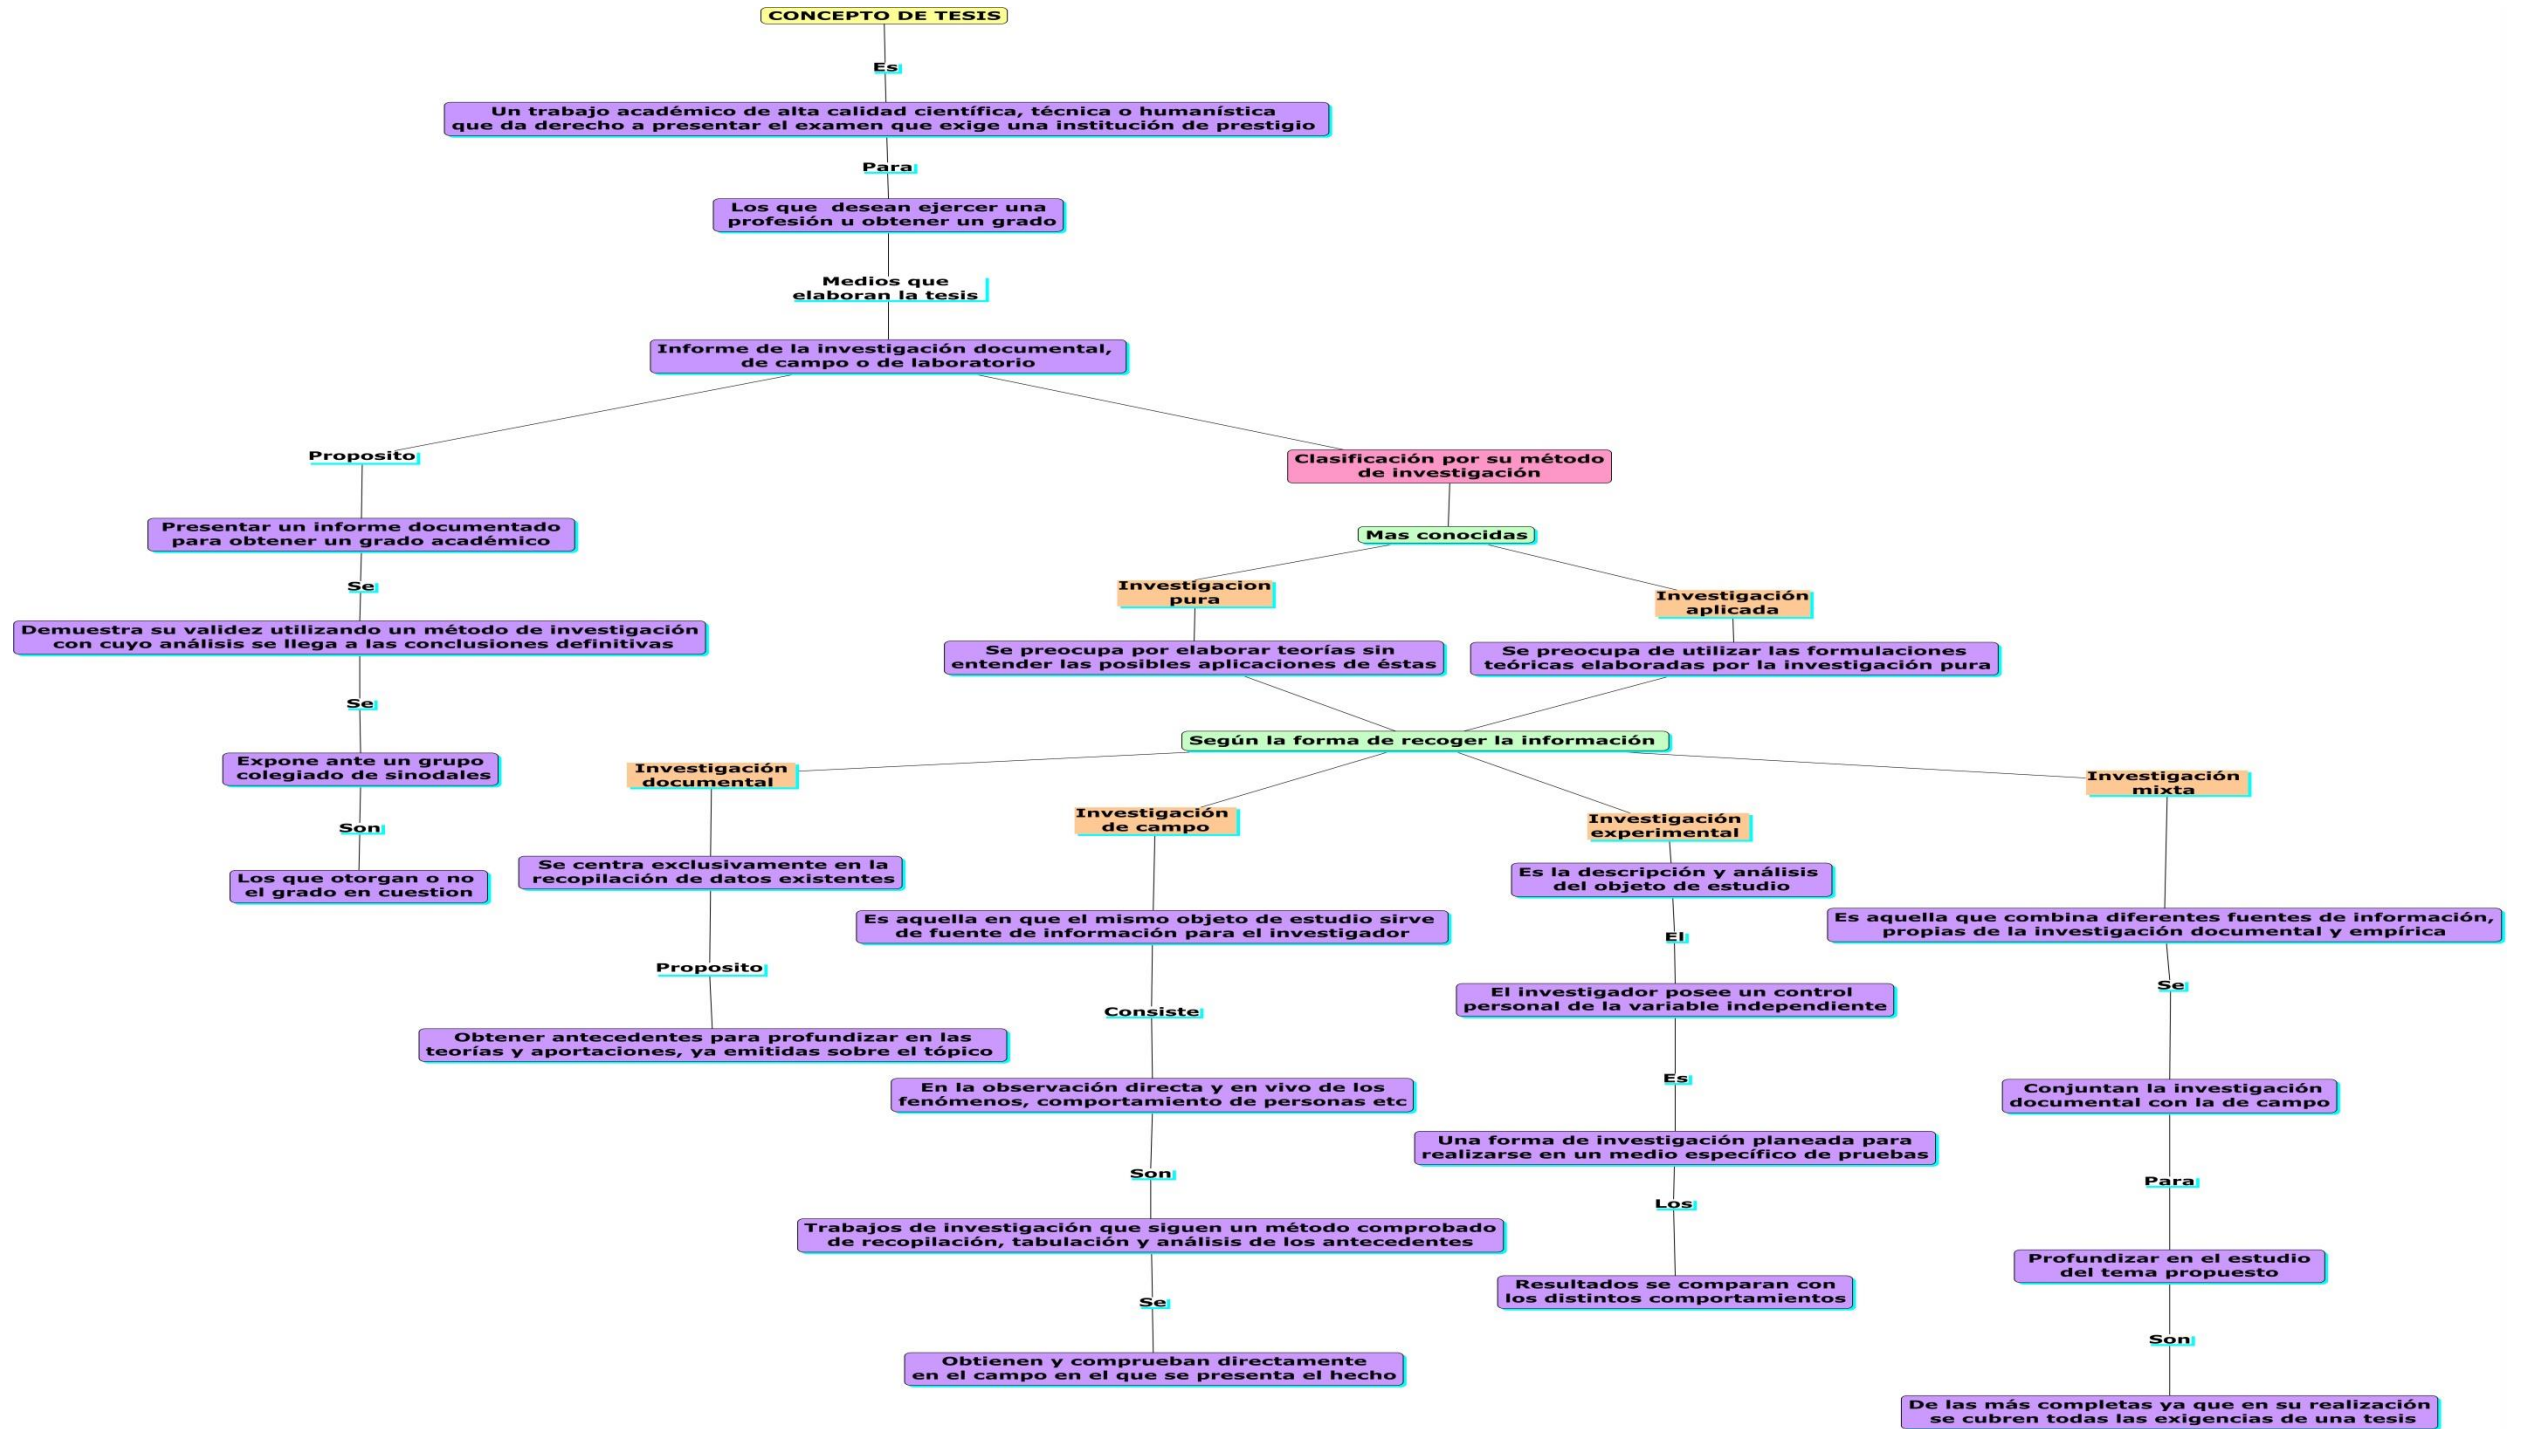 CONCEPTO DE TESIS
Es
Un trabajo académico de alta calidad científica, técnica o humanística
que da derecho a presentar el examen que exige una institución de prestigio
Para
Los que desean ejercer una
profesión u obtener un grado
Medios que
elaboran la tesis
Informe de la investigación documental,
de campo o de laboratorio
Proposito
Presentar un informe documentado
para obtener un grado académico
Se
Demuestra su validez utilizando un método de investigación
con cuyo análisis se llega a las conclusiones definitivas
Se
Expone ante un grupo
colegiado de sinodales
Son
Los que otorgan o no
el grado en cuestion
Clasificación por su método
de investigación
Mas conocidas
Investigacion
pura
Se preocupa por elaborar teorías sin
entender las posibles aplicaciones de éstas
Investigación
aplicada
Se preocupa de utilizar las formulaciones
teóricas elaboradas por la investigación pura
Según la forma de recoger la información
Investigación
documental
Se centra exclusivamente en la
recopilación de datos existentes
Proposito
Obtener antecedentes para profundizar en las
teorías y aportaciones, ya emitidas sobre el tópico
Investigación
de campo
Es aquella en que el mismo objeto de estudio sirve
de fuente de información para el investigador
Consiste
En la observación directa y en vivo de los
fenómenos, comportamiento de personas etc
Son
Trabajos de investigación que siguen un método comprobado
de recopilación, tabulación y análisis de los antecedentes
Se
Obtienen y comprueban directamente
en el campo en el que se presenta el hecho
Investigación
experimental
Es la descripción y análisis
del objeto de estudio
El
El investigador posee un control
personal de la variable independiente
Es
Una forma de investigación planeada para
realizarse en un medio específico de pruebas
Los
Resultados se comparan con
los distintos comportamientos
Investigación
mixta
Es aquella que combina diferentes fuentes de información,
propias de la investigación documental y empírica
Se
Conjuntan la investigación
documental con la de campo
Para
Profundizar en el estudio
del tema propuesto
Son
De las más completas ya que en su realización
se cubren todas las exigencias de una tesis